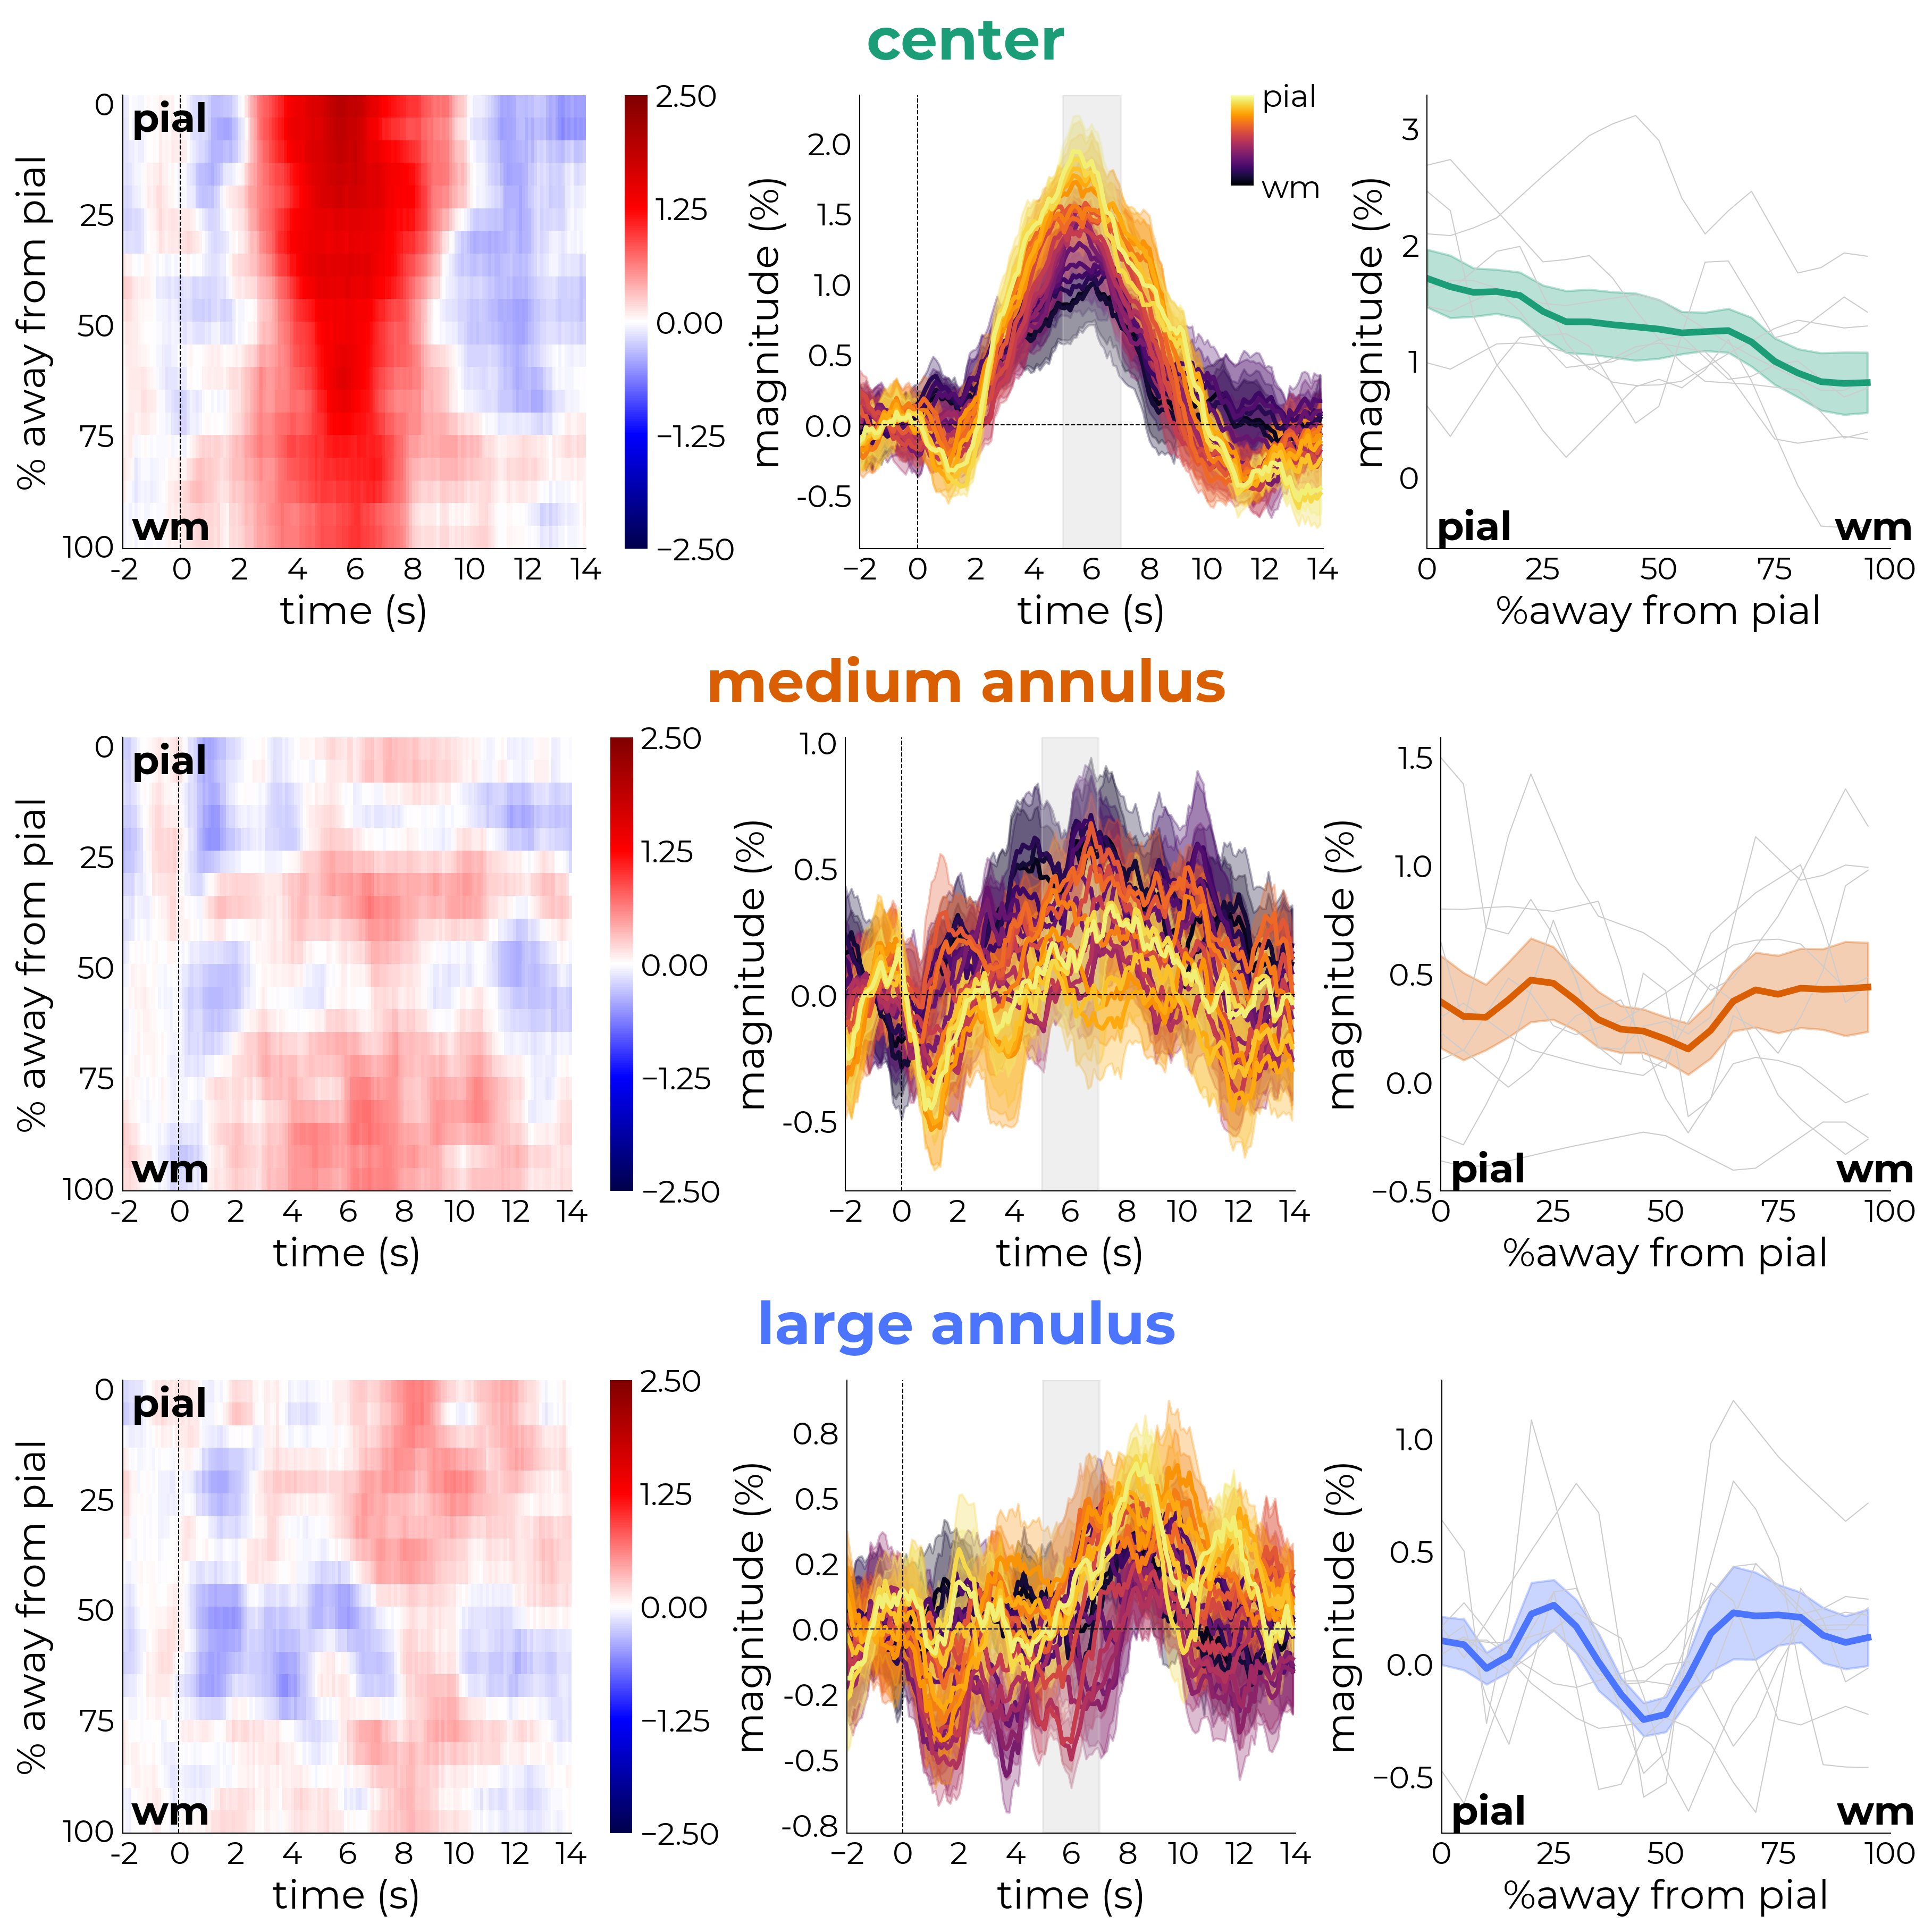 center
pial
wm
0
25
50
75
100
% away from pial
-2 0 2 4 6 8 10 12 14
time (s)
2.50
1.25
0.00
−1.25
−2.50
2.0
1.5
1.0
0.5
0.0
-0.5
magnitude (%)
−2 0 2 4 6 8 10 12 14
time (s)
pial
wm
3
2
1
0
magnitude (%)
pial wm
0 25 50 75 100
%away from pial
medium annulus
pial
wm
0
25
50
75
100
% away from pial
-2 0 2 4 6 8 10 12 14
time (s)
2.50
1.25
0.00
−1.25
−2.50
1.0
0.5
0.0
-0.5
magnitude (%)
−2 0 2 4 6 8 10 12 14
time (s)
1.5
1.0
0.5
0.0
−0.5
magnitude (%)
pial wm
0 25 50 75 100
%away from pial
large annulus
pial
wm
0
25
50
75
100
% away from pial
-2 0 2 4 6 8 10 12 14
time (s)
2.50
1.25
0.00
−1.25
−2.50
0.8
0.5
0.2
0.0
-0.2
-0.5
-0.8
magnitude (%)
−2 0 2 4 6 8 10 12 14
time (s)
1.0
0.5
0.0
−0.5
magnitude (%)
pial wm
0 25 50 75 100
%away from pial